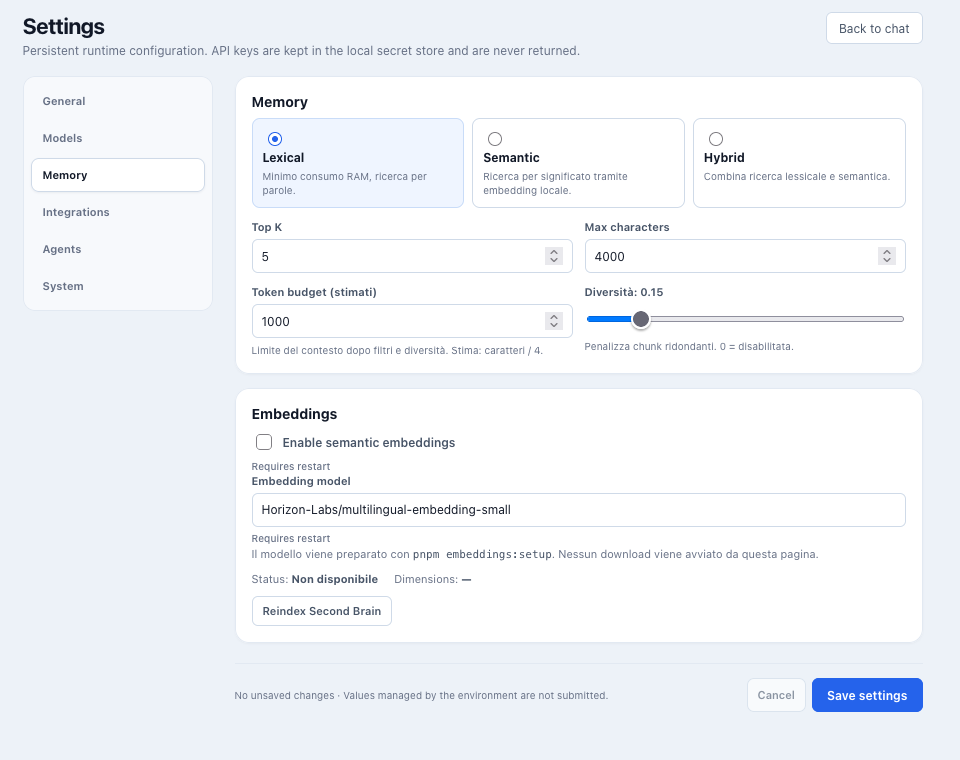 Settings
Back to chat
Persistent runtime configuration. API keys are kept in the local secret store and are never returned.
General
Models
Memory
Integrations
Agents
System
Memory
Lexical
Minimo consumo RAM, ricerca per
parole.
Semantic
Ricerca per significato tramite
embedding locale.
Hybrid
Combina ricerca lessicale e semantica.
Top K
5
Max characters
4000
Token budget (stimati)
1000
Limite del contesto dopo filtri e diversità. Stima: caratteri / 4.
Diversità: 0.15
Penalizza chunk ridondanti. 0 = disabilitata.
Embeddings
Enable semantic embeddings
Requires restart
Embedding model
Horizon-Labs/multilingual-embedding-small
Requires restart
Il modello viene preparato con pnpm embeddings:setup. Nessun download viene avviato da questa pagina.
Status: Non disponibile Dimensions: —
Reindex Second Brain
No unsaved changes · Values managed by the environment are not submitted.
Cancel
Save settings